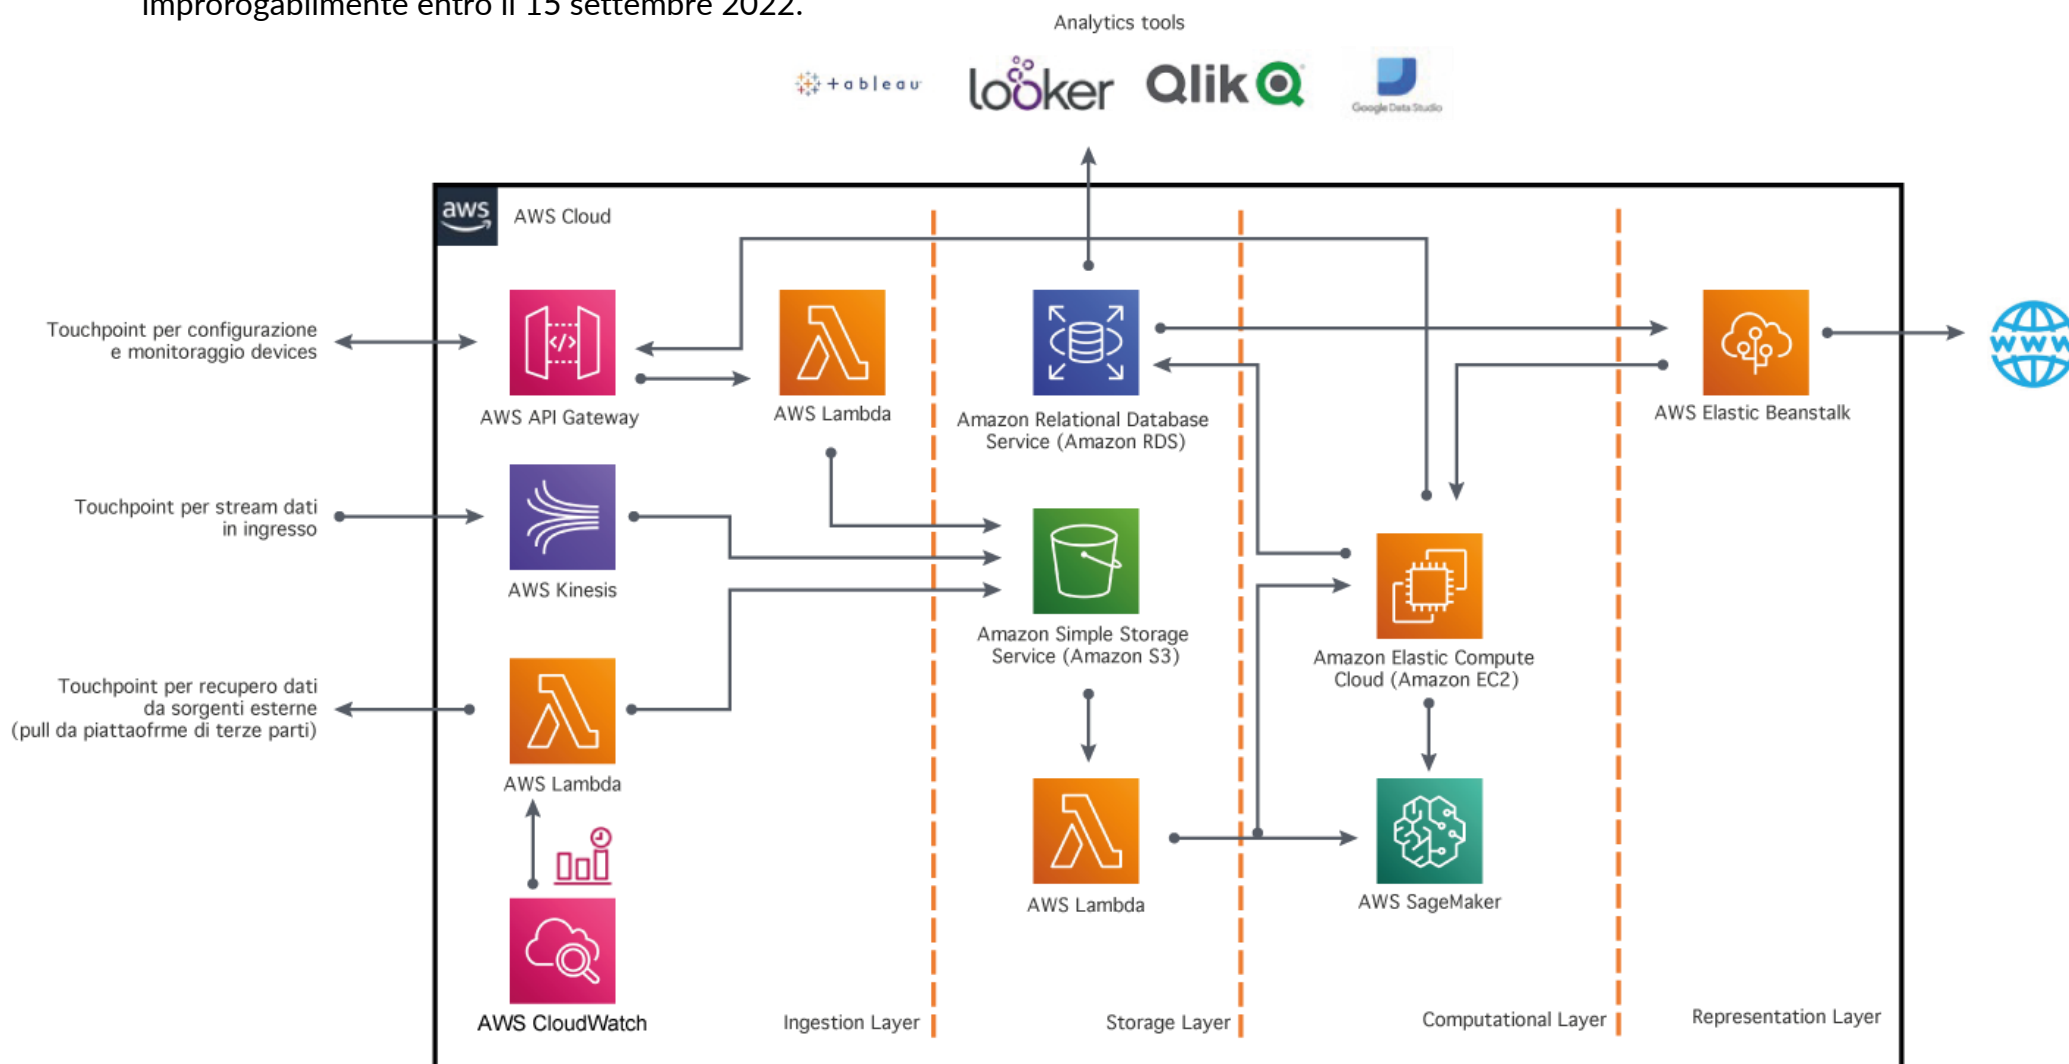 improrogabilmente entro il 15 settembre 2022.
Analytics tools
+ableau
looker
Qlik
Google Data Studio
aws
AWS Cloud
Touchpoint per configurazione
e monitoraggio devices
</>
AWS API Gateway
AWS Lambda
Amazon Relational Database
Service (Amazon RDS)
AWS Elastic Beanstalk
WWW
Touchpoint per stream dati
in ingresso
AWS Kinesis
Amazon Simple Storage
Service (Amazon S3)
Amazon Elastic Compute
Cloud (Amazon EC2)
Touchpoint per recupero dati
da sorgenti esterne
(pull da piattaofrme di terze parti)
AWS Lambda
AWS Lambda
AWS SageMaker
AWS CloudWatch
Ingestion Layer
Storage Layer
Computational Layer
Representation Layer